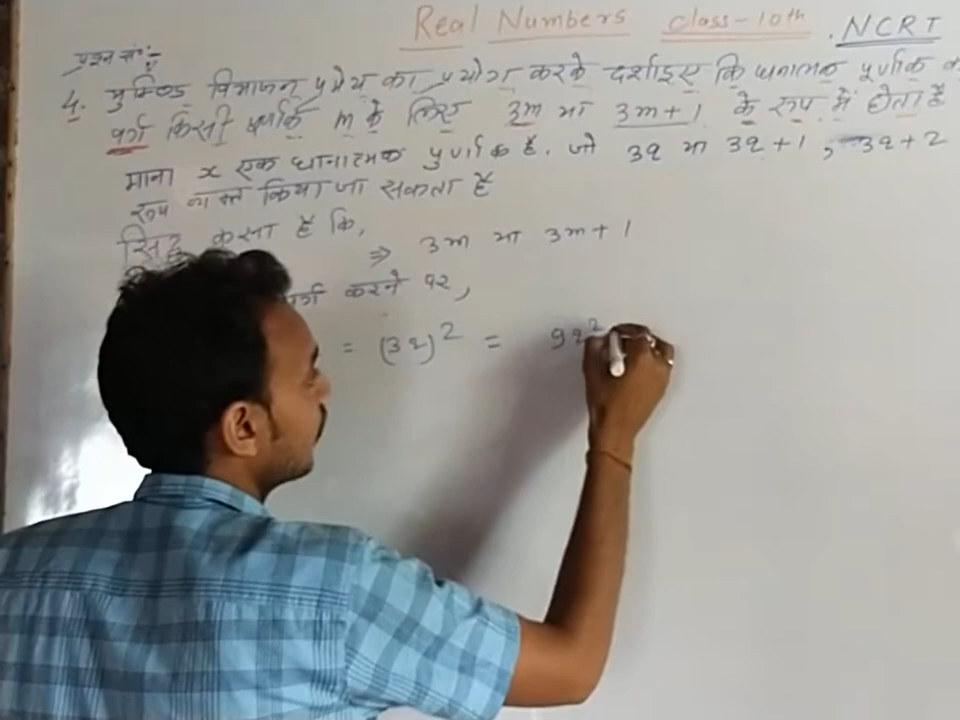 Real Numbers Class-10th . NCRT
प्रश्न सं॰:-
4. युक्लिड विभाजन प्रमेय का प्रयोग करके दर्शाइए कि धनात्मक पूर्णांक
वर्ग किसी पूर्णांक m के लिए 3m या 3m+1 के रूप में होता है
माना x एक धानात्मक पुर्णांक है. जो 3q या 3q+1, 3q+2
रूप व्यक्त किया जा सकता है
सिद्ध करना है कि,
⇒ 3m या 3m+1
वर्ग करने पर,
= (3q)² = 9q²